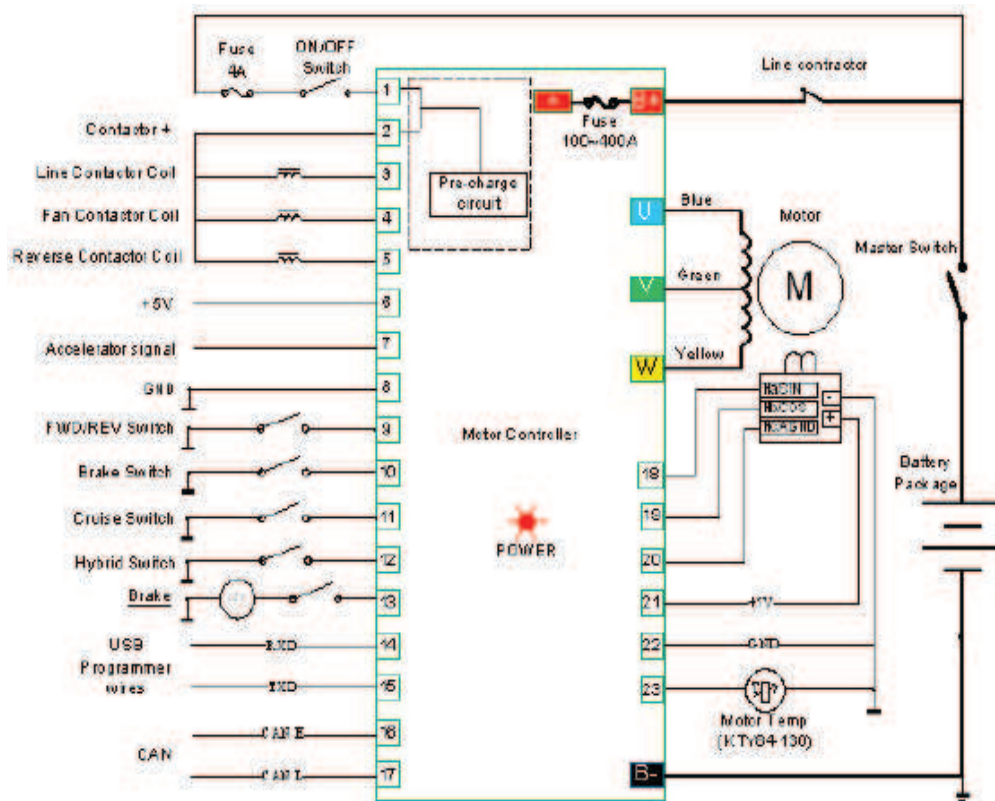 Fuse
4A
ON/OFF
Switch
Line contractor
1
B+
Fuse
100~400A
Contactor +
2
Line Contactor Coil
3
Pre-charge
circuit
Fan Contactor Coil
4
U
Blue
Motor
Reverse Contactor Coil
5
Master Switch
+5V
6
V
Green
M
Accelerator signal
7
W
Yellow
GND
8
-
+
FWD/REV Switch
9
Motor Controller
Brake Switch
10
18
Battery
Package
Cruise Switch
11
19
POWER
Hybrid Switch
12
20
Brake
13
21
USB
Programmer
wires
RXD
14
22
GND
TXD
15
23
Motor Temp
(KTY84-130)
CAN
CAN H
16
CAN L
17
B-